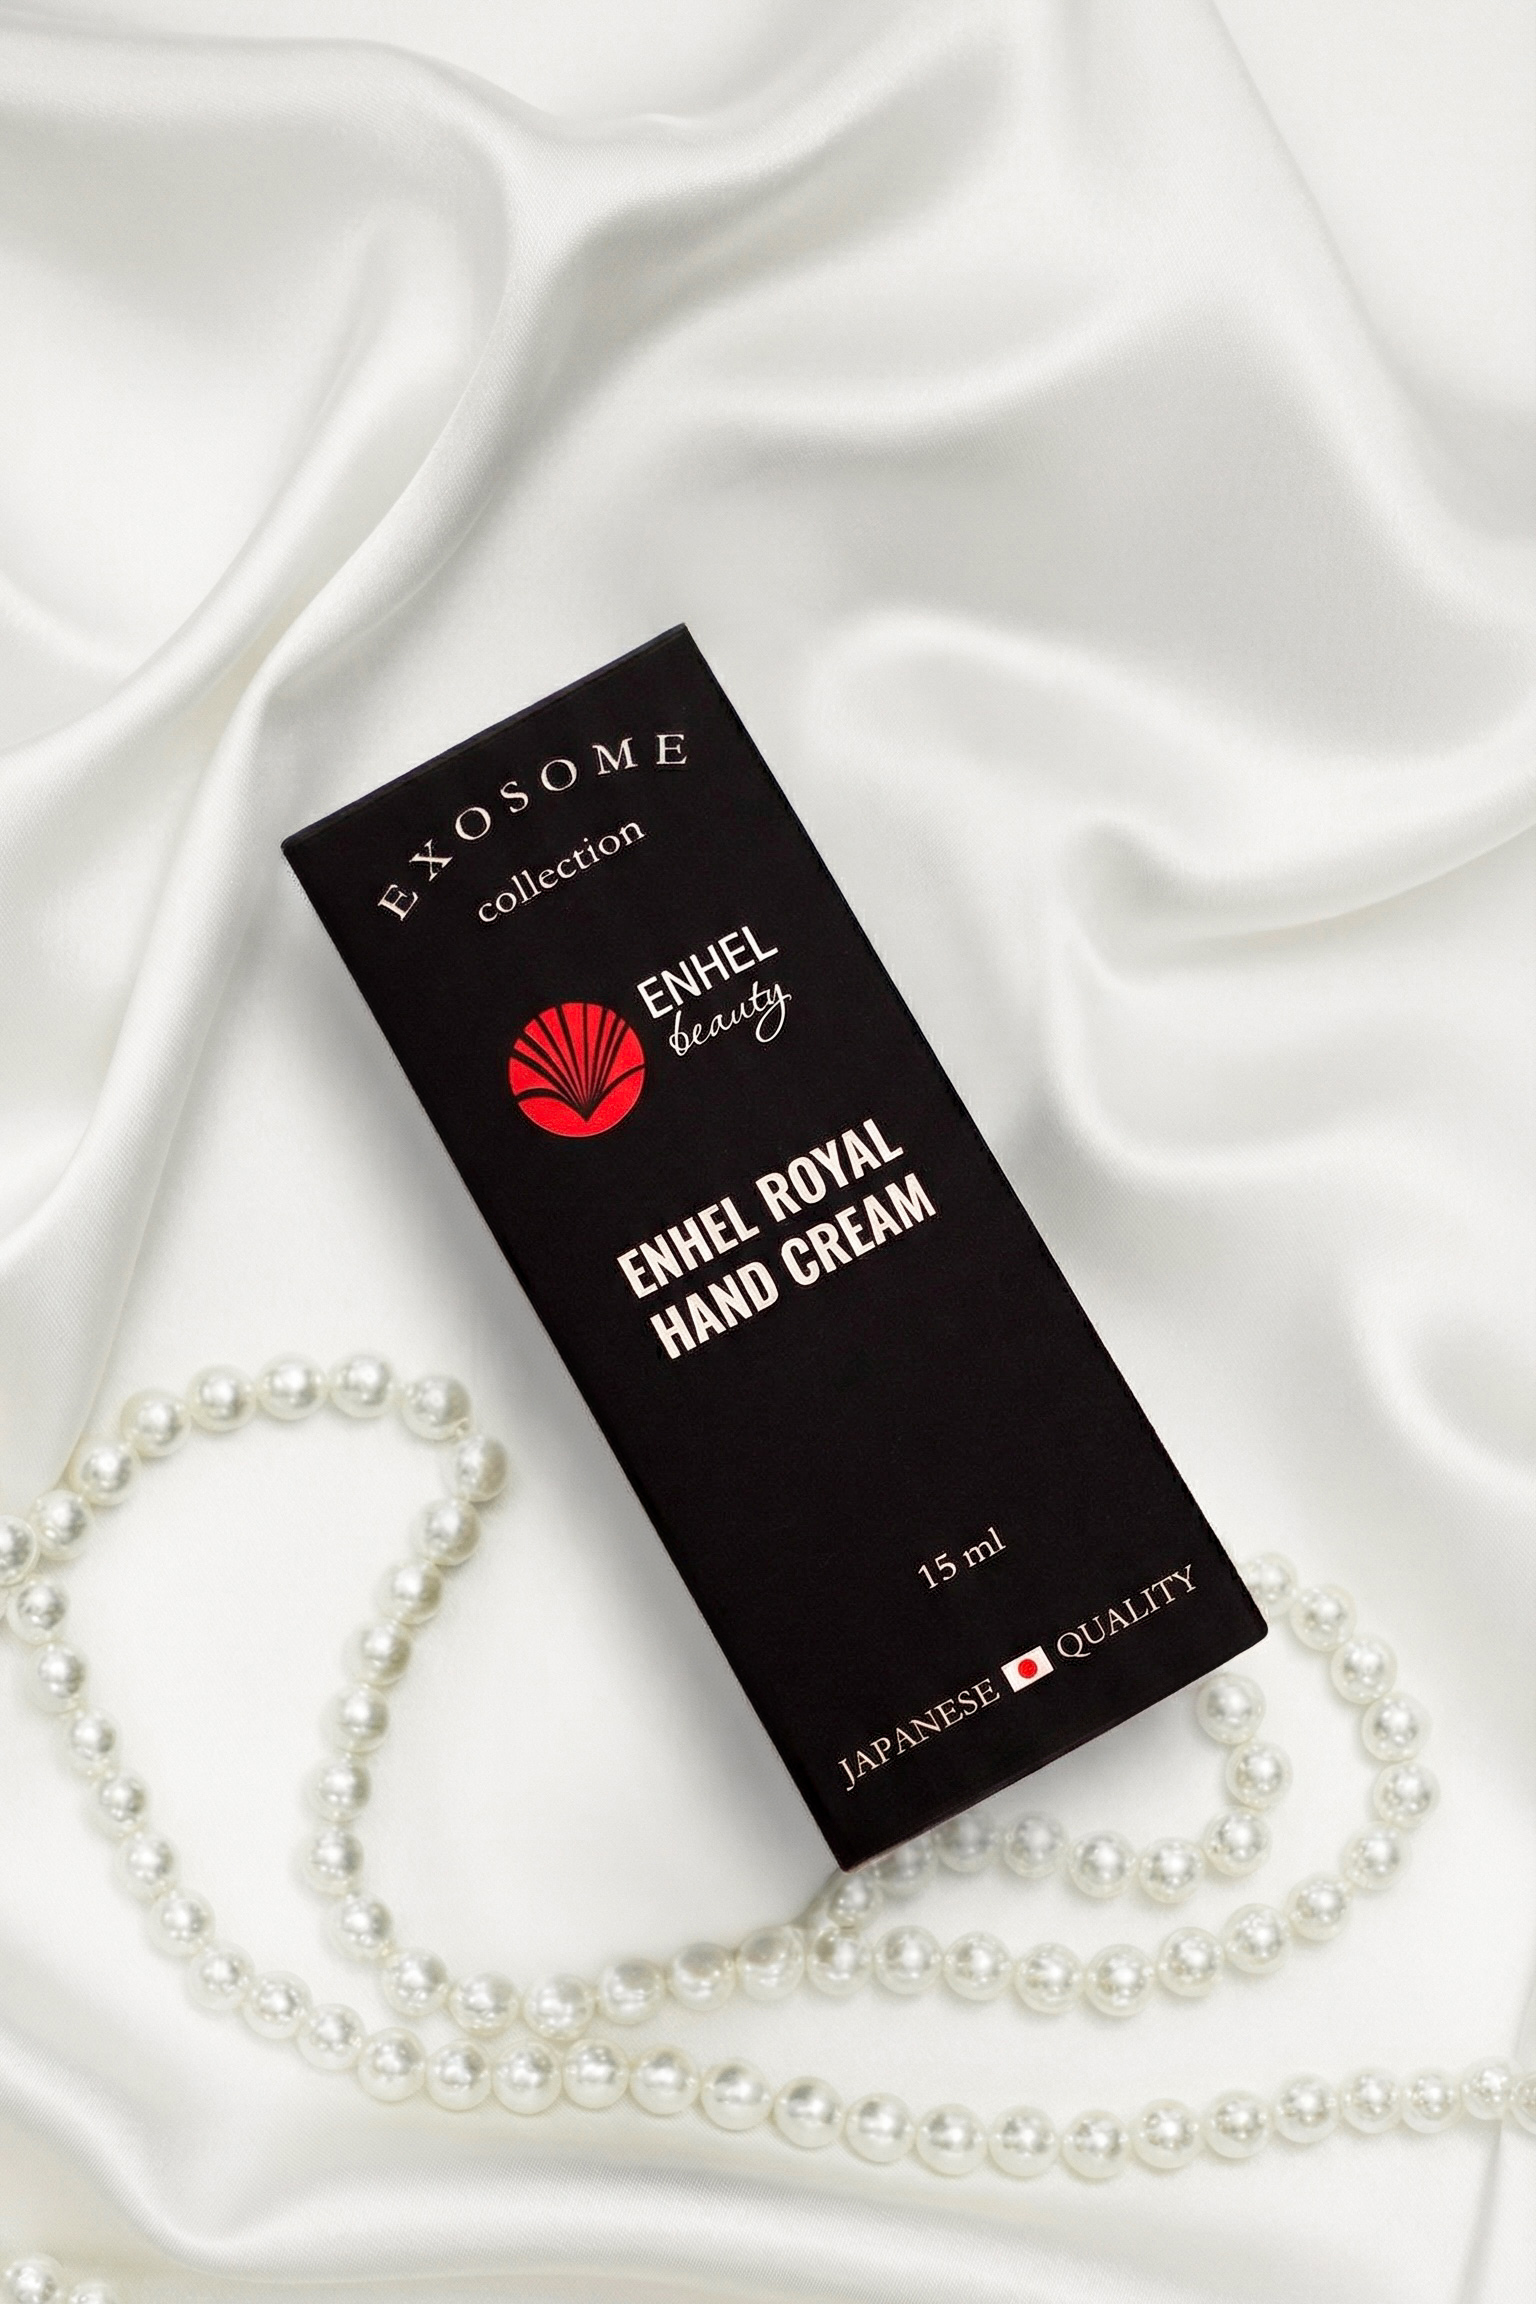 EXOSOME
collection
ENHEL
beauty
ENHEL ROYAL
HAND CREAM
15 ml
JAPANESE QUALITY